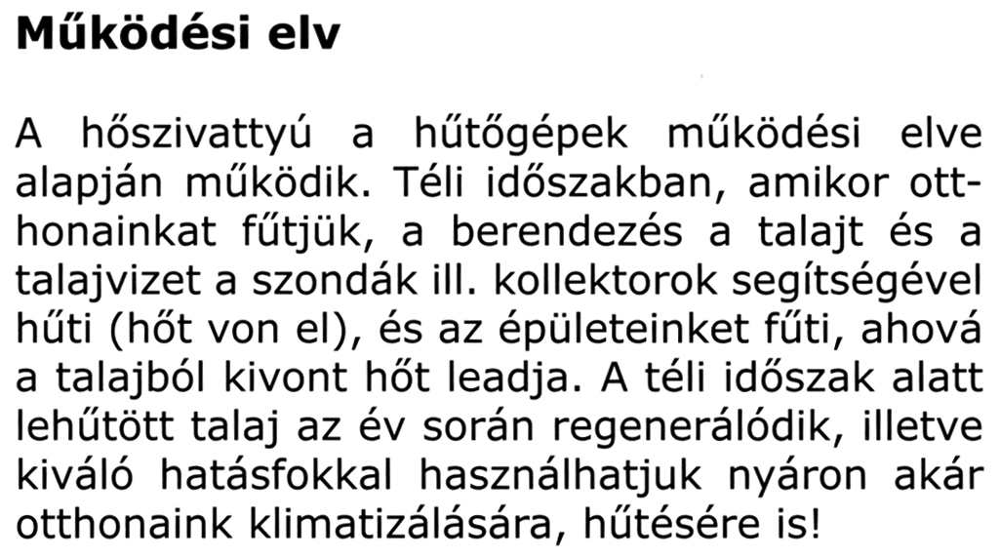 Működési elv
A hőszivattyú a hűtőgépek működési elve
alapján működik. Téli időszakban, amikor ott-
honainkat fűtjük, a berendezés a talajt és a
talajvizet a szondák ill. kollektorok segítségével
hűti (hőt von el), és az épületeinket fűti, ahová
a talajból kivont hőt leadja. A téli időszak alatt
lehűtött talaj az év során regenerálódik, illetve
kiváló hatásfokkal használhatjuk nyáron akár
otthonaink klimatizálására, hűtésére is!